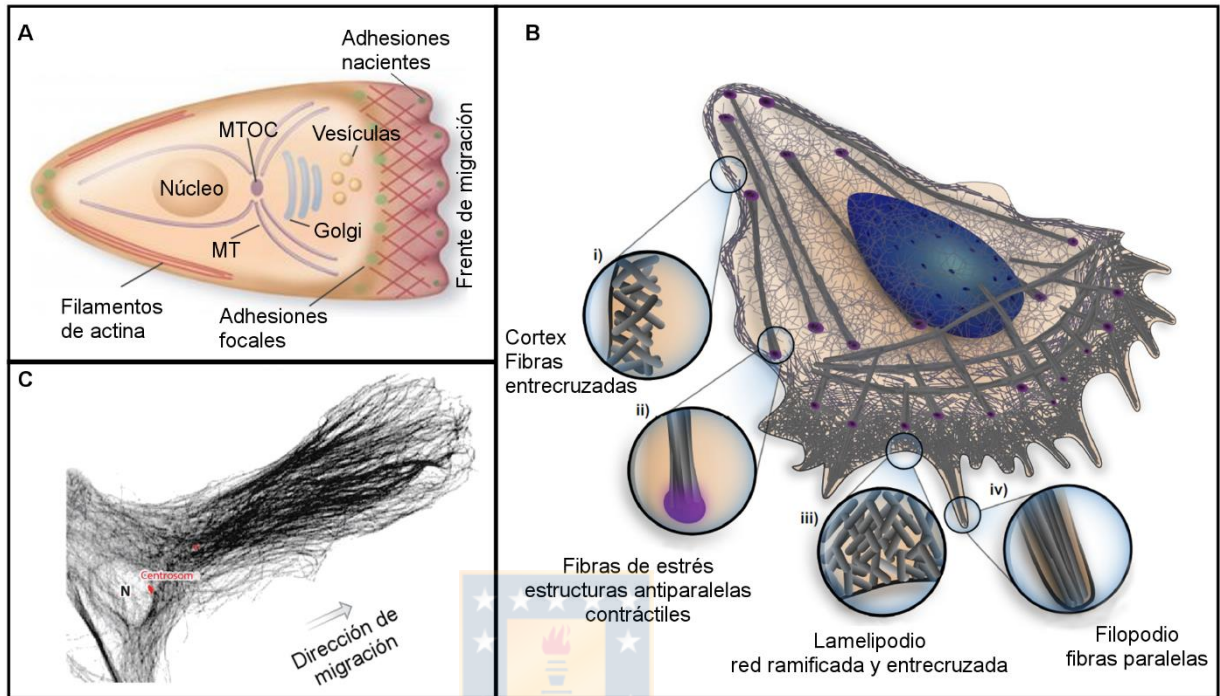 A
Adhesiones
nacientes
MTOC
Vesículas
Núcleo
Golgi
MT
Filamentos
de actina
Adhesiones
focales
Frente de migración
B
i)
Cortex
Fibras
entrecruzadas
ii)
Fibras de estrés
estructuras antiparalelas
contráctiles
iii)
Lamelipodio
red ramificada y entrecruzada
iv)
Filopodio
fibras paralelas
C
N
Centrosom
Dirección de
migración